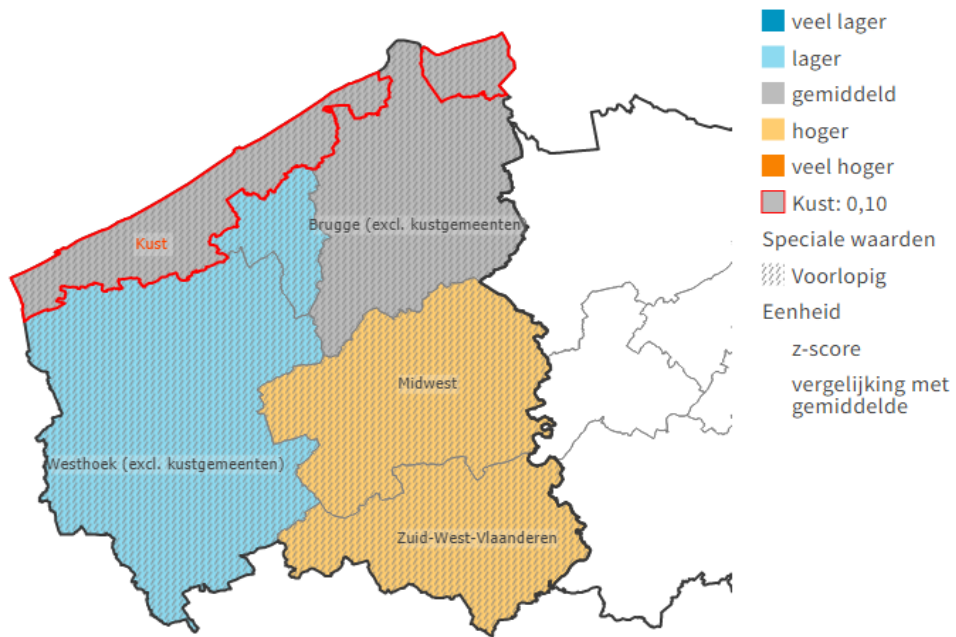 veel lager
lager
gemiddeld
hoger
veel hoger
Kust: 0,10
Speciale waarden
Voorlopig
Eenheid
z-score
vergelijking met
gemiddelde
Brugge (excl. kustgemeenten)
Kust
Midwest
Westhoek (excl. kustgemeenten)
Zuid-West-Vlaanderen